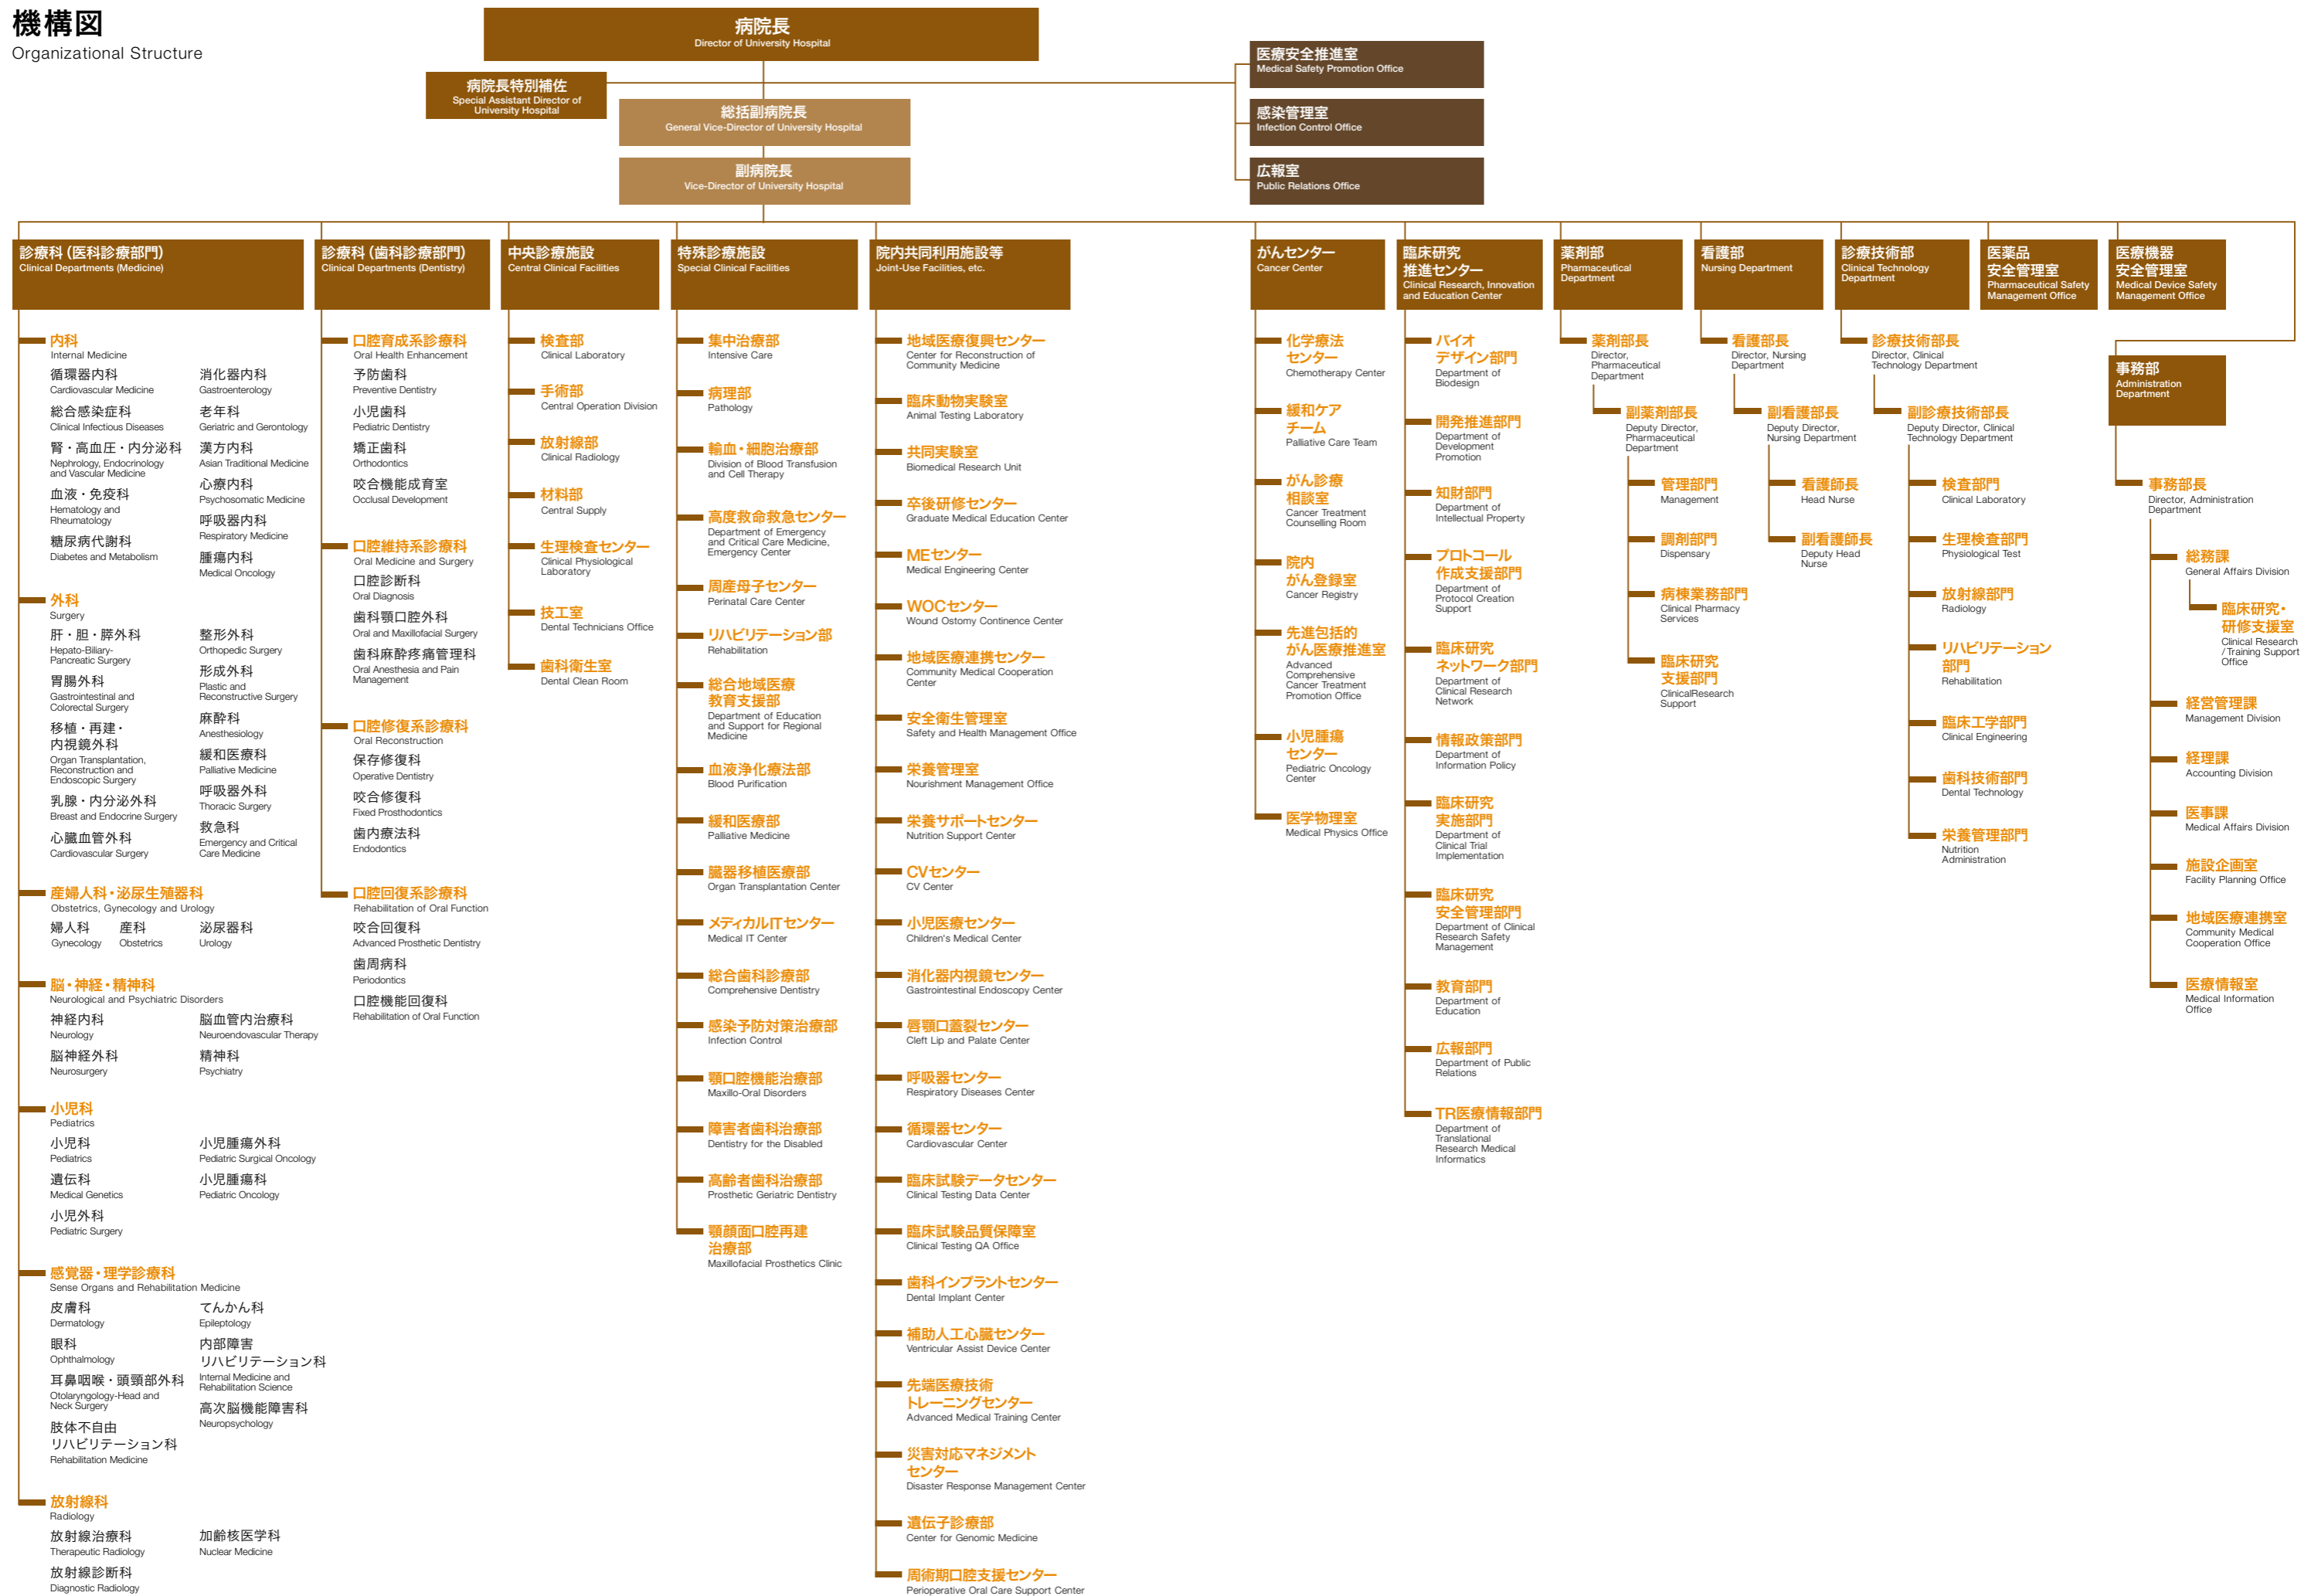 機構図
Organizational Structure
病院長
Director of University Hospital
病院長特別補佐
Special Assistant Director of
University Hospital
総括副病院長
General Vice-Director of University Hospital
副病院長
Vice-Director of University Hospital
医療安全推進室
Medical Safety Promotion Office
感染管理室
Infection Control Office
広報室
Public Relations Office
診療科（医科診療部門）
Clinical Departments (Medicine)
内科
Internal Medicine
循環器内科
Cardiovascular Medicine
総合感染症科
Clinical Infectious Diseases
腎・高血圧・内分泌科
Nephrology, Endocrinology
and Vascular Medicine
血液・免疫科
Hematology and
Rheumatology
糖尿病代謝科
Diabetes and Metabolism
消化器内科
Gastroenterology
老年科
Geriatric and Gerontology
漢方内科
Asian Traditional Medicine
心療内科
Psychosomatic Medicine
呼吸器内科
Respiratory Medicine
腫瘍内科
Medical Oncology
外科
Surgery
肝・胆・膵外科
Hepato-Biliary-
Pancreatic Surgery
胃腸外科
Gastrointestinal and
Colorectal Surgery
移植・再建・
内視鏡外科
Organ Transplantation,
Reconstruction and
Endoscopic Surgery
乳腺・内分泌外科
Breast and Endocrine Surgery
心臓血管外科
Cardiovascular Surgery
整形外科
Orthopedic Surgery
形成外科
Plastic and
Reconstructive Surgery
麻酔科
Anesthesiology
緩和医療科
Palliative Medicine
呼吸器外科
Thoracic Surgery
救急科
Emergency and Critical
Care Medicine
産婦人科・泌尿生殖器科
Obstetrics, Gynecology and Urology
婦人科
Gynecology
産科
Obstetrics
泌尿器科
Urology
脳・神経・精神科
Neurological and Psychiatric Disorders
神経内科
Neurology
脳神経外科
Neurosurgery
脳血管内治療科
Neuroendovascular Therapy
精神科
Psychiatry
小児科
Pediatrics
小児科
Pediatrics
遺伝科
Medical Genetics
小児外科
Pediatric Surgery
小児腫瘍外科
Pediatric Surgical Oncology
小児腫瘍科
Pediatric Oncology
感覚器・理学診療科
Sense Organs and Rehabilitation Medicine
皮膚科
Dermatology
眼科
Ophthalmology
耳鼻咽喉・頭頸部外科
Otolaryngology-Head and
Neck Surgery
肢体不自由
リハビリテーション科
Rehabilitation Medicine
てんかん科
Epileptology
内部障害
リハビリテーション科
Internal Medicine and
Rehabilitation Science
高次脳機能障害科
Neuropsychology
放射線科
Radiology
放射線治療科
Therapeutic Radiology
放射線診断科
Diagnostic Radiology
加齢核医学科
Nuclear Medicine
診療科（歯科診療部門）
Clinical Departments (Dentistry)
口腔育成系診療科
Oral Health Enhancement
予防歯科
Preventive Dentistry
小児歯科
Pediatric Dentistry
矯正歯科
Orthodontics
咬合機能成育室
Occlusal Development
口腔維持系診療科
Oral Medicine and Surgery
口腔診断科
Oral Diagnosis
歯科顎口腔外科
Oral and Maxillofacial Surgery
歯科麻酔疼痛管理科
Oral Anesthesia and Pain
Management
口腔修復系診療科
Oral Reconstruction
保存修復科
Operative Dentistry
咬合修復科
Fixed Prosthodontics
歯内療法科
Endodontics
口腔回復系診療科
Rehabilitation of Oral Function
咬合回復科
Advanced Prosthetic Dentistry
歯周病科
Periodontics
口腔機能回復科
Rehabilitation of Oral Function
中央診療施設
Central Clinical Facilities
検査部
Clinical Laboratory
手術部
Central Operation Division
放射線部
Clinical Radiology
材料部
Central Supply
生理検査センター
Clinical Physiological
Laboratory
技工室
Dental Technicians Office
歯科衛生室
Dental Clean Room
特殊診療施設
Special Clinical Facilities
集中治療部
Intensive Care
病理部
Pathology
輸血・細胞治療部
Division of Blood Transfusion
and Cell Therapy
高度救命救急センター
Department of Emergency
and Critical Care Medicine,
Emergency Center
周産母子センター
Perinatal Care Center
リハビリテーション部
Rehabilitation
総合地域医療
教育支援部
Department of Education
and Support for Regional
Medicine
血液浄化療法部
Blood Purification
緩和医療部
Palliative Medicine
臓器移植医療部
Organ Transplantation Center
メディカルITセンター
Medical IT Center
総合歯科診療部
Comprehensive Dentistry
感染予防対策治療部
Infection Control
顎口腔機能治療部
Maxillo-Oral Disorders
障害者歯科治療部
Dentistry for the Disabled
高齢者歯科治療部
Prosthetic Geriatric Dentistry
顎顔面口腔再建
治療部
Maxillofacial Prosthetics Clinic
院内共同利用施設等
Joint-Use Facilities, etc.
地域医療復興センター
Center for Reconstruction of
Community Medicine
臨床動物実験室
Animal Testing Laboratory
共同実験室
Biomedical Research Unit
卒後研修センター
Graduate Medical Education Center
MEセンター
Medical Engineering Center
WOCセンター
Wound Ostomy Continence Center
地域医療連携センター
Community Medical Cooperation
Center
安全衛生管理室
Safety and Health Management Office
栄養管理室
Nourishment Management Office
栄養サポートセンター
Nutrition Support Center
CVセンター
CV Center
小児医療センター
Children's Medical Center
消化器内視鏡センター
Gastrointestinal Endoscopy Center
唇顎口蓋裂センター
Cleft Lip and Palate Center
呼吸器センター
Respiratory Diseases Center
循環器センター
Cardiovascular Center
臨床試験データセンター
Clinical Testing Data Center
臨床試験品質保障室
Clinical Testing QA Office
歯科インプラントセンター
Dental Implant Center
補助人工心臓センター
Ventricular Assist Device Center
先端医療技術
トレーニングセンター
Advanced Medical Training Center
災害対応マネジメント
センター
Disaster Response Management Center
遺伝子診療部
Center for Genomic Medicine
周術期口腔支援センター
Perioperative Oral Care Support Center
がんセンター
Cancer Center
化学療法
センター
Chemotherapy Center
緩和ケア
チーム
Palliative Care Team
がん診療
相談室
Cancer Treatment
Counselling Room
院内
がん登録室
Cancer Registry
先進包括的
がん医療推進室
Advanced
Comprehensive
Cancer Treatment
Promotion Office
小児腫瘍
センター
Pediatric Oncology
Center
医学物理室
Medical Physics Office
臨床研究
推進センター
Clinical Research, Innovation
and Education Center
バイオ
デザイン部門
Department of
Biodesign
開発推進部門
Department of
Development
Promotion
知財部門
Department of
Intellectual Property
プロトコール
作成支援部門
Department of
Protocol Creation
Support
臨床研究
ネットワーク部門
Department of
Clinical Research
Network
情報政策部門
Department of
Information Policy
臨床研究
実施部門
Department of
Clinical Trial
Implementation
臨床研究
安全管理部門
Department of Clinical
Research Safety
Management
教育部門
Department of
Education
広報部門
Department of Public
Relations
TR医療情報部門
Department of
Translational
Research Medical
Informatics
薬剤部
Pharmaceutical
Department
薬剤部長
Director,
Pharmaceutical
Department
副薬剤部長
Deputy Director,
Pharmaceutical
Department
管理部門
Management
調剤部門
Dispensary
病棟業務部門
Clinical Pharmacy
Services
臨床研究
支援部門
ClinicalResearch
Support
看護部
Nursing Department
看護部長
Director, Nursing
Department
副看護部長
Deputy Director,
Nursing Department
看護師長
Head Nurse
副看護師長
Deputy Head
Nurse
診療技術部
Clinical Technology
Department
診療技術部長
Director, Clinical
Technology Department
副診療技術部長
Deputy Director, Clinical
Technology Department
検査部門
Clinical Laboratory
生理検査部門
Physiological Test
放射線部門
Radiology
リハビリテーション
部門
Rehabilitation
臨床工学部門
Clinical Engineering
歯科技術部門
Dental Technology
栄養管理部門
Nutrition
Administration
医薬品
安全管理室
Pharmaceutical Safety
Management Office
医療機器
安全管理室
Medical Device Safety
Management Office
事務部
Administration
Department
事務部長
Director, Administration
Department
総務課
General Affairs Division
臨床研究・
研修支援室
Clinical Research
/ Training Support
Office
経営管理課
Management Division
経理課
Accounting Division
医事課
Medical Affairs Division
施設企画室
Facility Planning Office
地域医療連携室
Community Medical
Cooperation Office
医療情報室
Medical Information
Office